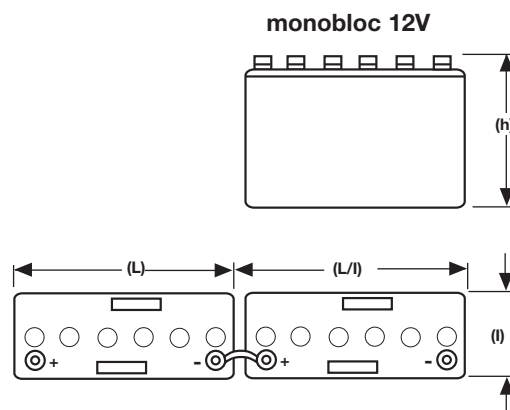 monobloc 12V
(h)
(L) (L/l)
(l)
+ - + -